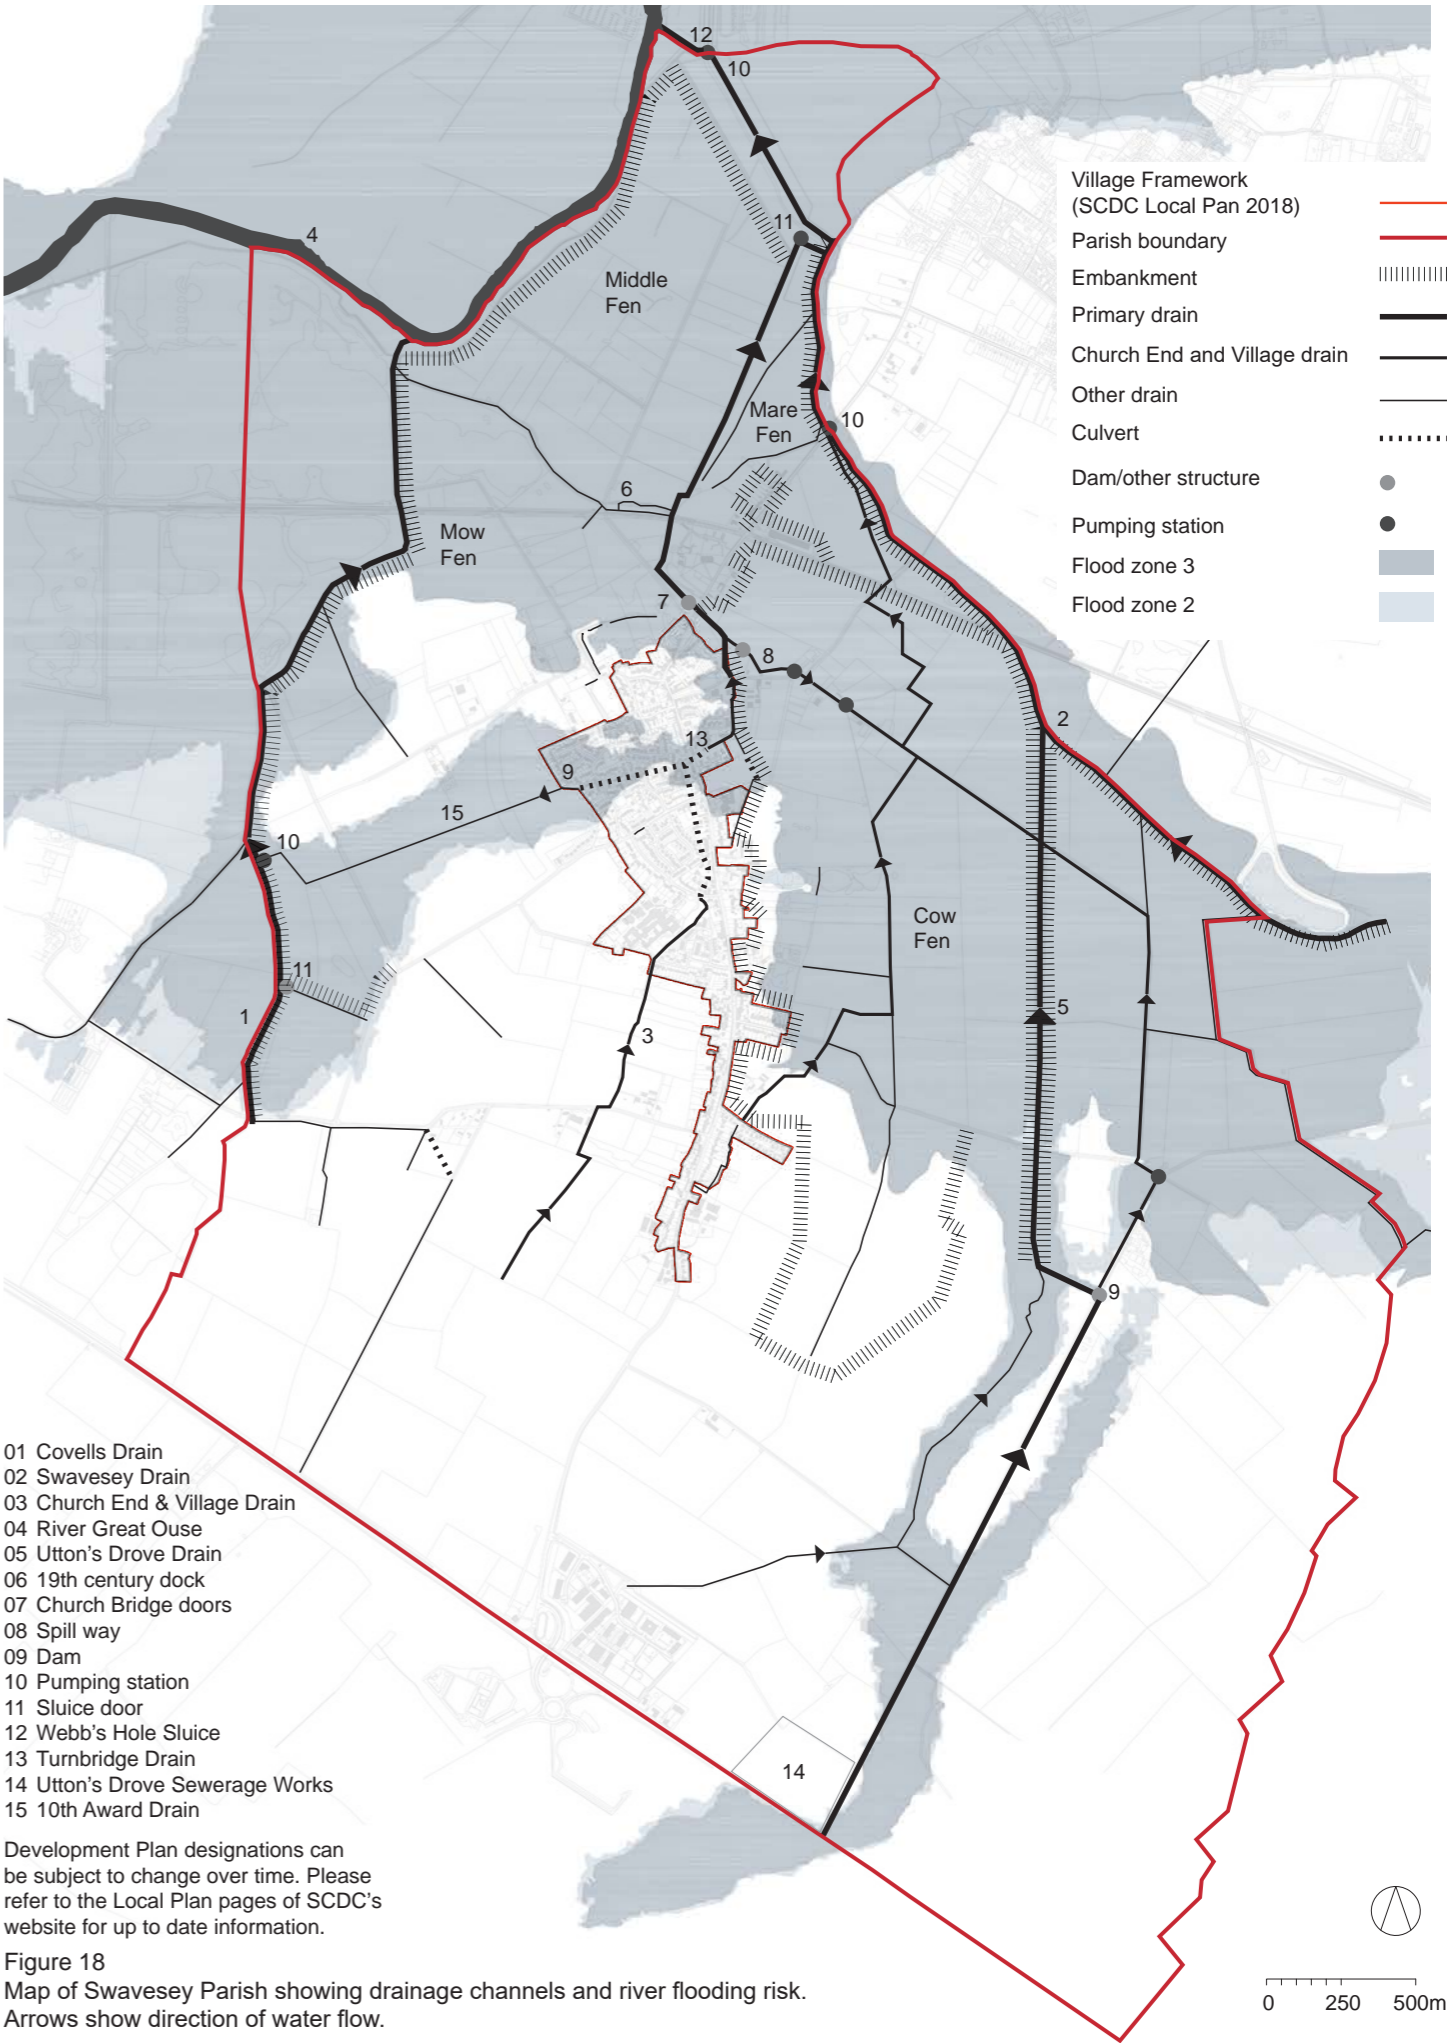 12
10
4
11
Middle
Fen
Village Framework
(SCDC Local Pan 2018)
Parish boundary
Embankment
Primary drain
Church End and Village drain
Other drain
Culvert
Dam/other structure
Pumping station
Flood zone 3
Flood zone 2
Mare
Fen
10
6
Mow
Fen
7
8
2
13
9
15
10
Cow
Fen
11
1
5
3
9
14
01 Covells Drain
02 Swavesey Drain
03 Church End & Village Drain
04 River Great Ouse
05 Utton's Drove Drain
06 19th century dock
07 Church Bridge doors
08 Spill way
09 Dam
10 Pumping station
11 Sluice door
12 Webb's Hole Sluice
13 Turnbridge Drain
14 Utton's Drove Sewerage Works
15 10th Award Drain
Development Plan designations can
be subject to change over time. Please
refer to the Local Plan pages of SCDC's
website for up to date information.
Figure 18
Map of Swavesey Parish showing drainage channels and river flooding risk.
Arrows show direction of water flow.
0 250 500m